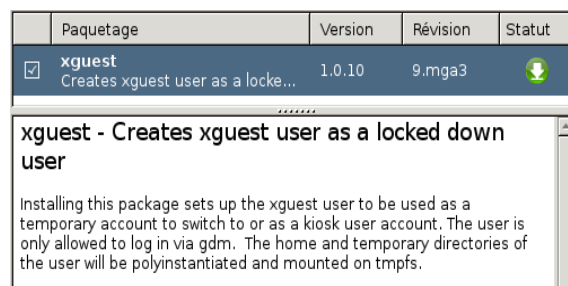 Paquetage Version Révision Statut
xguest
Creates xguest user as a locke... 1.0.10 9.mga3
xguest - Creates xguest user as a locked down
user
Installing this package sets up the xguest user to be used as a
temporary account to switch to or as a kiosk user account. The user is
only allowed to log in via gdm.  The home and temporary directories of
the user will be polyinstantiated and mounted on tmpfs.